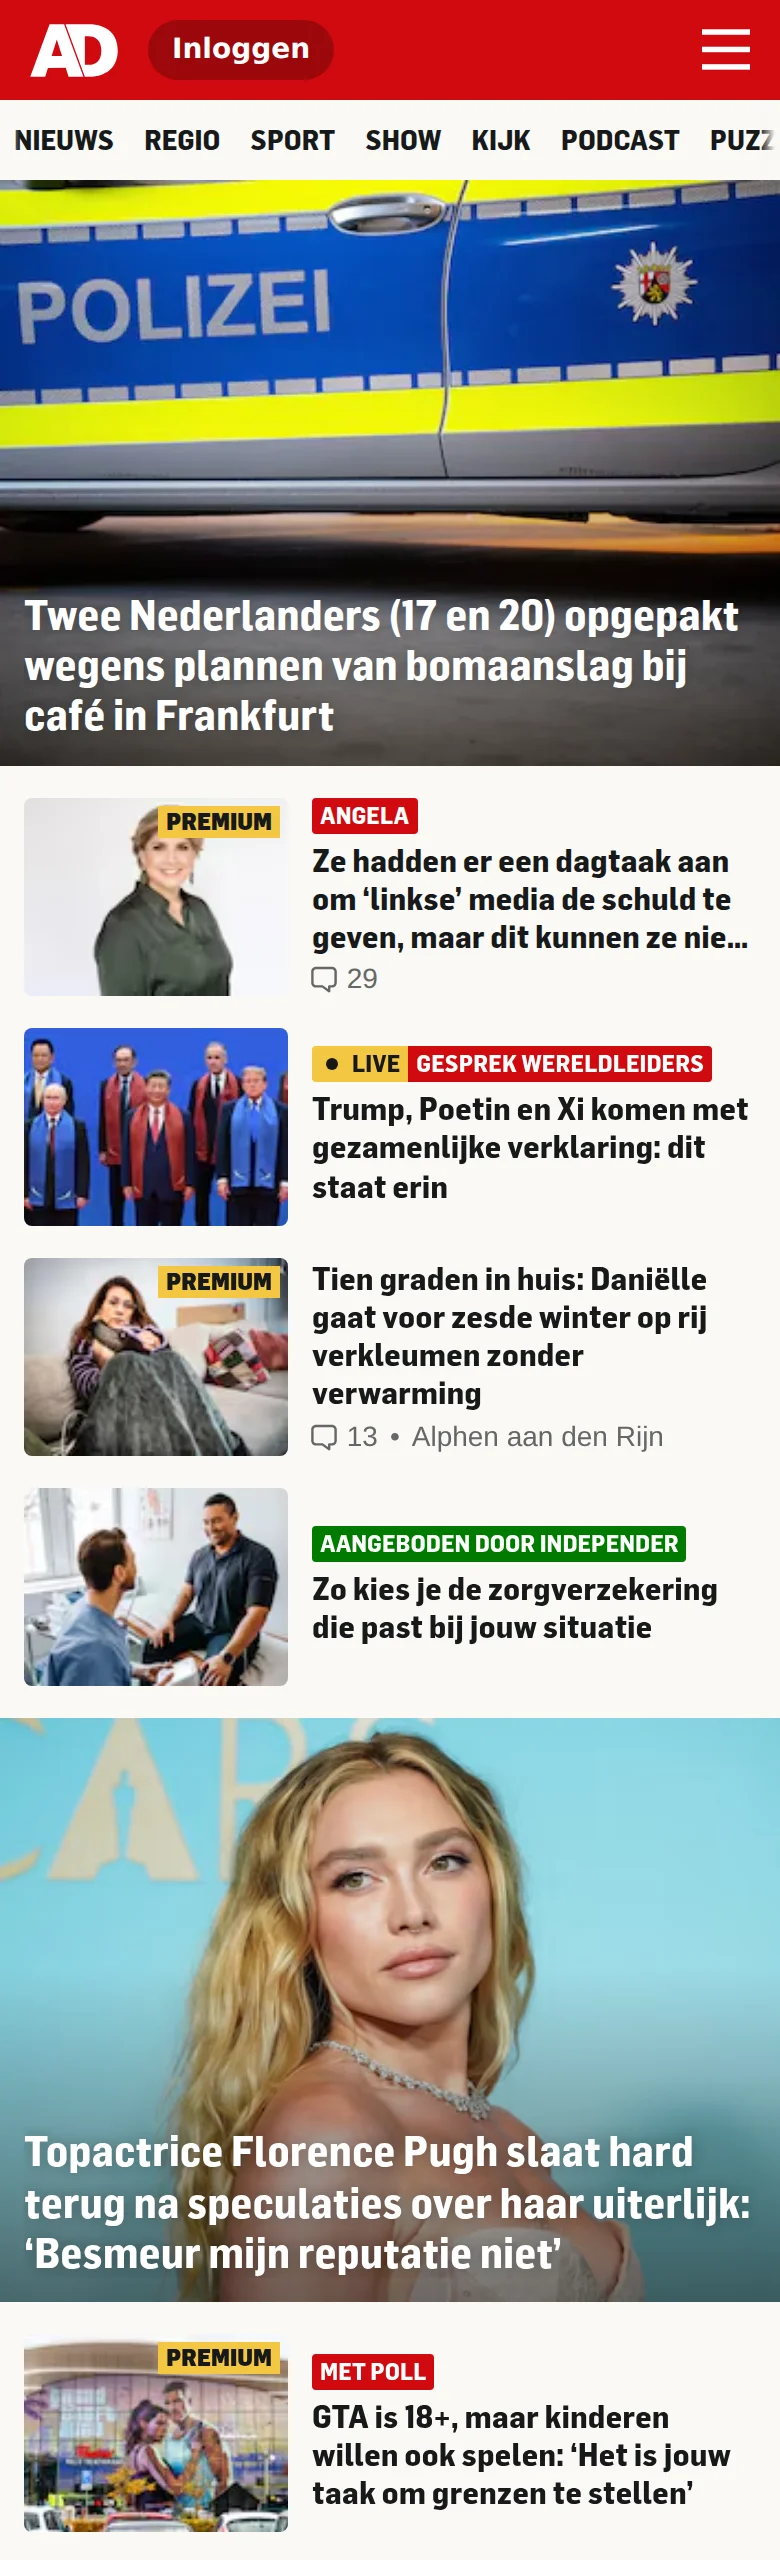 AD Inloggen
NIEUWS REGIO SPORT SHOW KIJK PODCAST PUZZ
POLIZEI
Twee Nederlanders (17 en 20) opgepakt
wegens plannen van bomaanslag bij
café in Frankfurt
PREMIUM
ANGELA
Ze hadden er een dagtaak aan
om ‘linkse’ media de schuld te
geven, maar dit kunnen ze nie...
29
LIVE GESPREK WERELDLEIDERS
Trump, Poetin en Xi komen met
gezamenlijke verklaring: dit
staat erin
PREMIUM
Tien graden in huis: Daniëlle
gaat voor zesde winter op rij
verkleumen zonder
verwarming
13 • Alphen aan den Rijn
AANGEBODEN DOOR INDEPENDER
Zo kies je de zorgverzekering
die past bij jouw situatie
Topactrice Florence Pugh slaat hard
terug na speculaties over haar uiterlijk:
‘Besmeur mijn reputatie niet’
PREMIUM
MET POLL
GTA is 18+, maar kinderen
willen ook spelen: ‘Het is jouw
taak om grenzen te stellen’